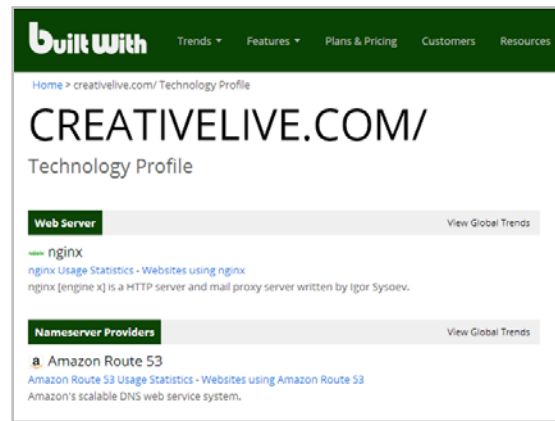 built With Trends Features Plans & Pricing Customers Resources
Home > creativelive.com/ Technology Profile
CREATIVELIVE.COM/
Technology Profile
Web Server View Global Trends
nginx
nginx Usage Statistics - Websites using nginx
nginx [engine x] is a HTTP server and mail proxy server written by Igor Sysoev.
Nameserver Providers View Global Trends
a Amazon Route 53
Amazon Route 53 Usage Statistics - Websites using Amazon Route 53
Amazon's scalable DNS web service system.